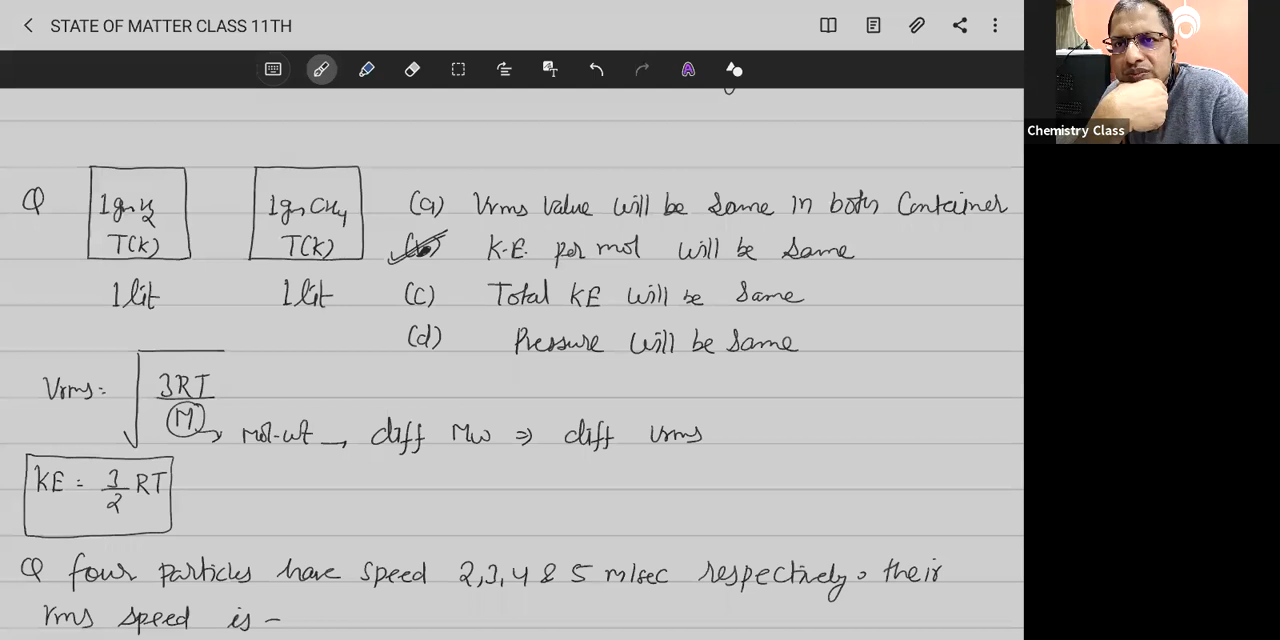 STATE OF MATTER CLASS 11TH
Chemistry Class
Q 1gm H2 T(K) 1 lit
1gm CH4 T(K) 1 lit
(a) Vrms value will be same in both Container
(b) K.E. per mol will be same
(c) Total KE will be same
(d) Pressure will be same
Vrms = √(3RT/M) → Mol-wt → diff Mw ⇒ diff Vrms
KE = 3/2 RT
Q four particles have speed 2,3,4 & 5 m/sec respectively. their
rms speed is -